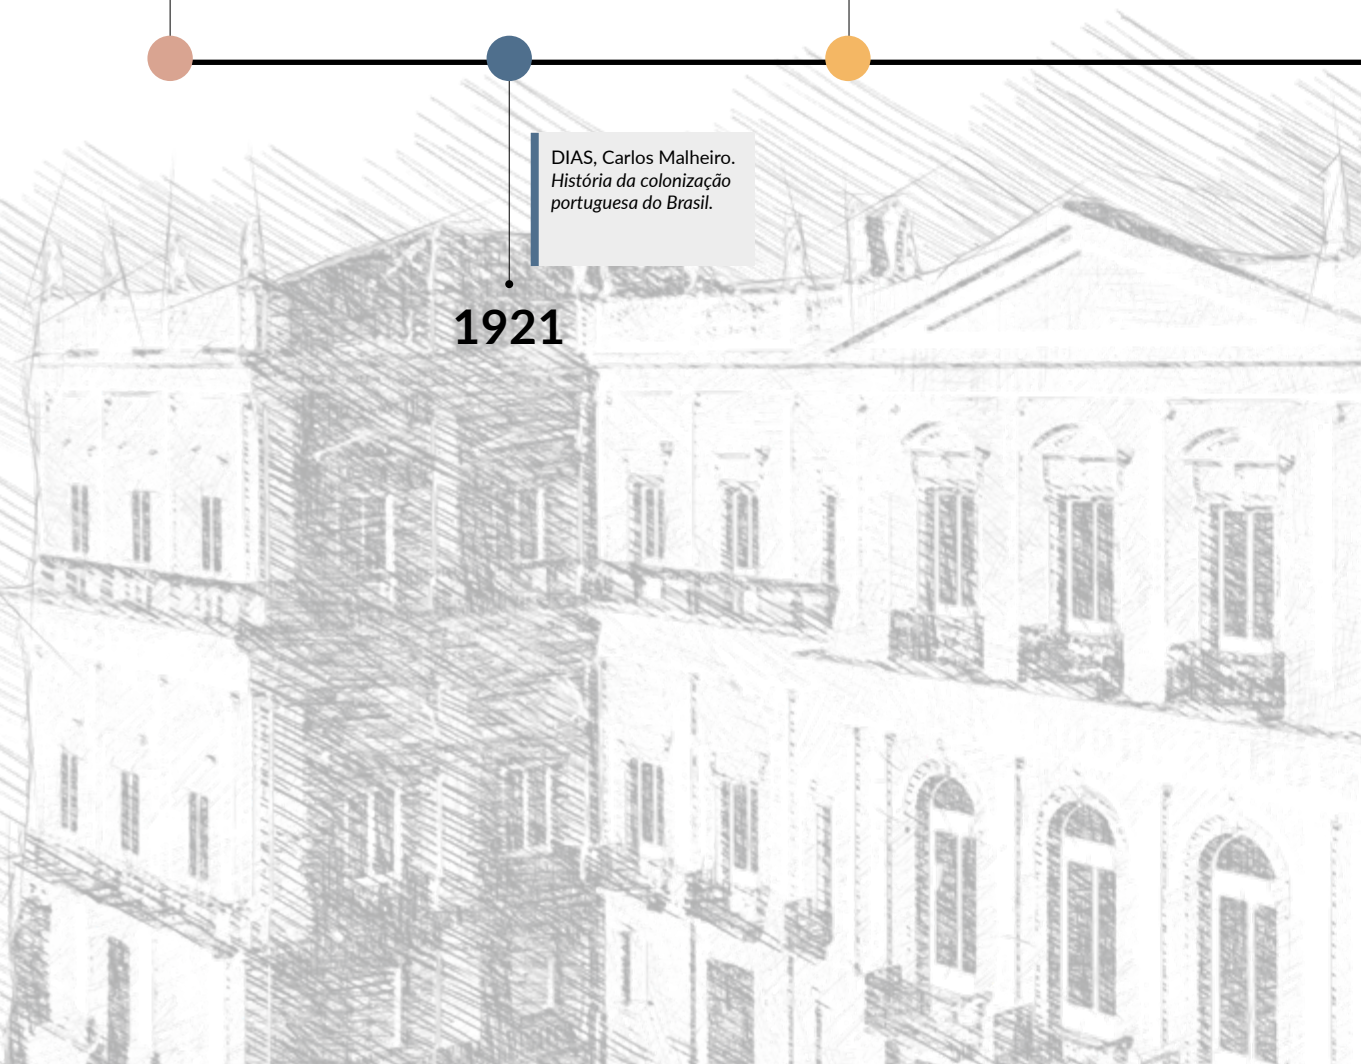 DIAS, Carlos Malheiro.
História da colonização
portuguesa do Brasil.
1921